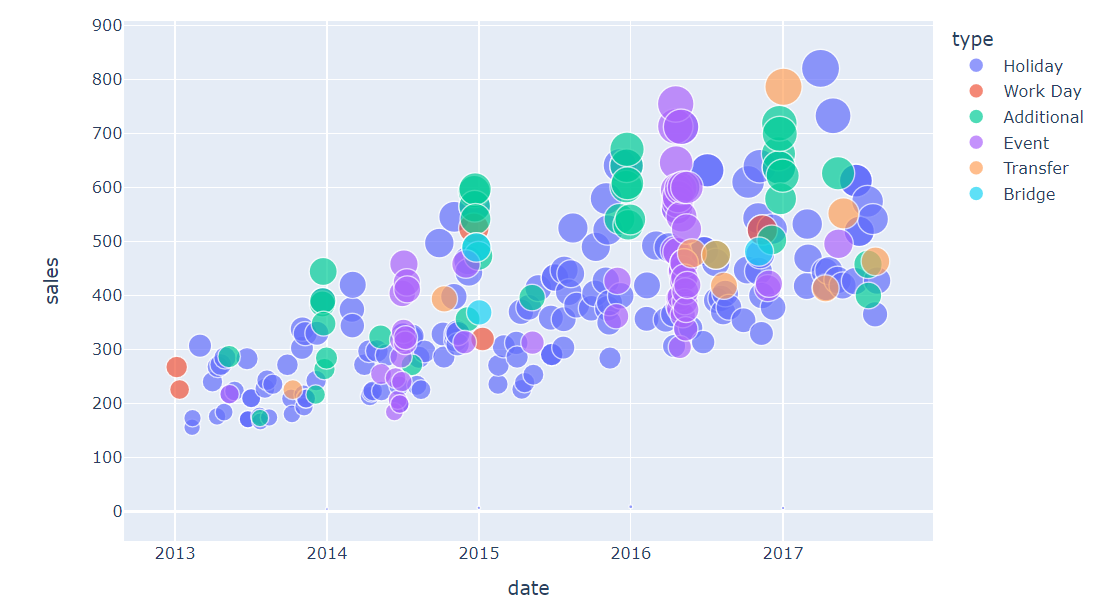 900
800
700
600
500
400
300
200
100
0
sales
2013 2014 2015 2016 2017
date
type
Holiday
Work Day
Additional
Event
Transfer
Bridge